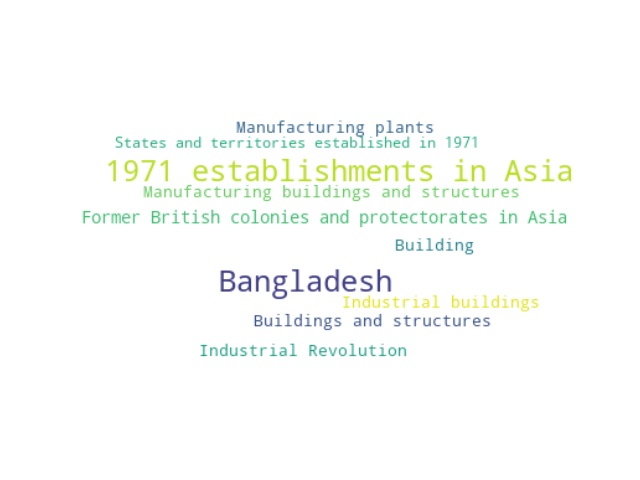 Manufacturing plants
States and territories established in 1971
1971 establishments in Asia
Manufacturing buildings and structures
Former British colonies and protectorates in Asia
Building
Bangladesh
Industrial buildings
Buildings and structures
Industrial Revolution